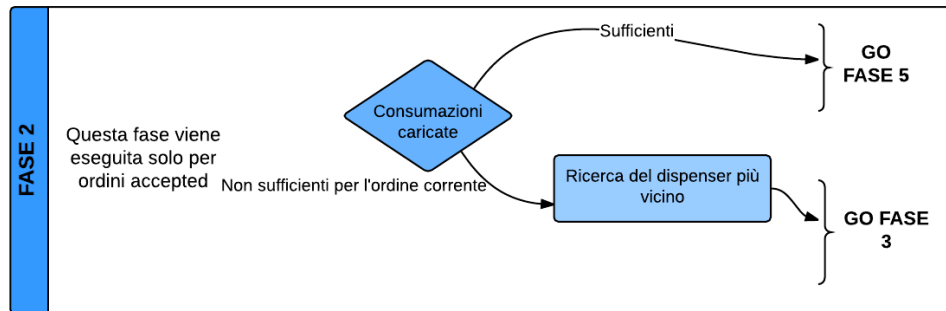 FASE 2
Questa fase viene
eseguita solo per
ordini accepted
Consumazioni
caricate
Sufficienti
GO
FASE 5
Non sufficienti per l'ordine corrente
Ricerca del dispenser più
vicino
GO FASE
3